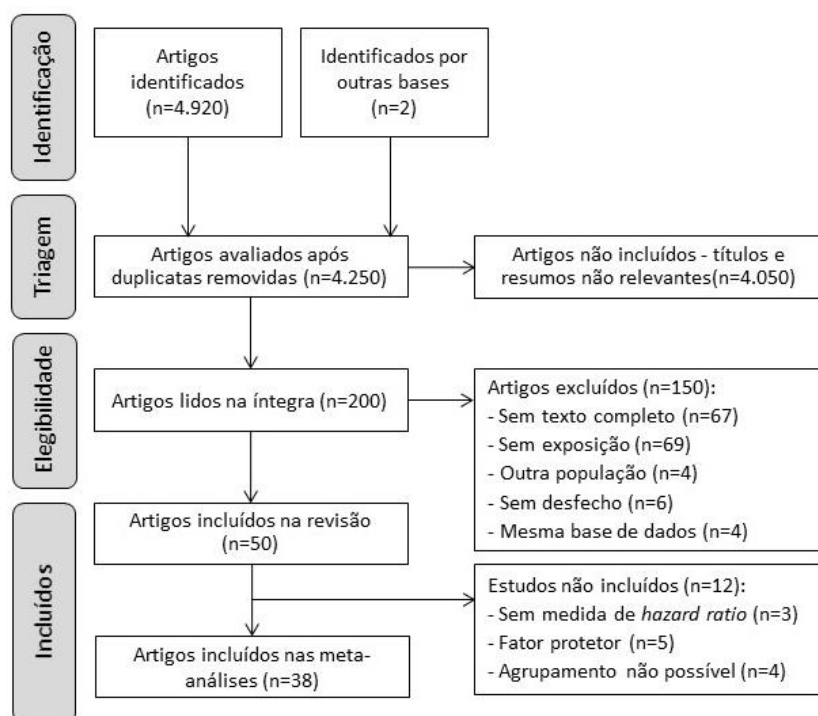 Identificação
Artigos
identificados
(n=4.920)
Identificados por
outras bases
(n=2)
Triagem
Artigos avaliados após
duplicatas removidas (n=4.250)
Artigos não incluídos - títulos e
resumos não relevantes(n=4.050)
Elegibilidade
Artigos lidos na íntegra (n=200)
Artigos excluídos (n=150):
- Sem texto completo (n=67)
- Sem exposição (n=69)
- Outra população (n=4)
- Sem desfecho (n=6)
- Mesma base de dados (n=4)
Incluídos
Artigos incluídos na revisão
(n=50)
Estudos não incluídos (n=12):
- Sem medida de hazard ratio (n=3)
- Fator protetor (n=5)
- Agrupamento não possível (n=4)
Artigos incluídos nas meta-
análises (n=38)